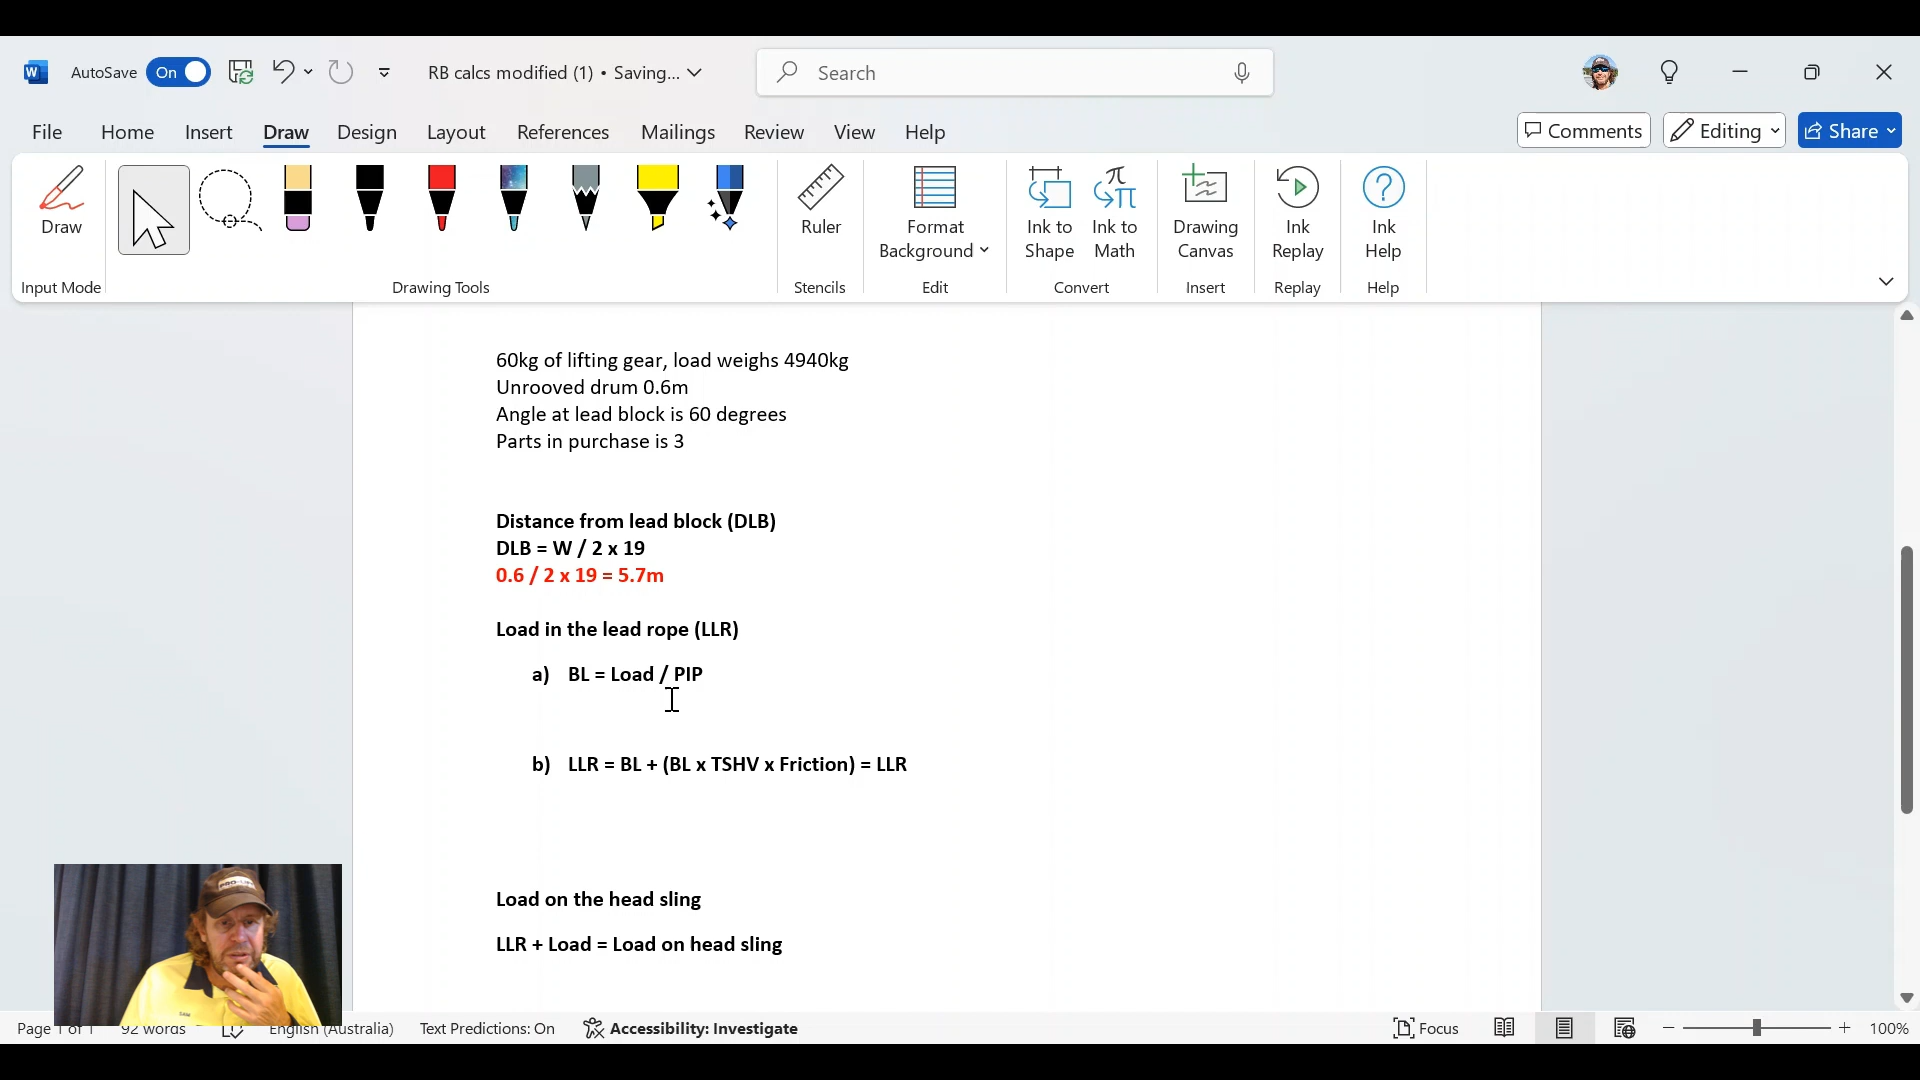 AutoSave On RB calcs modified (1) • Saving... Search
File Home Insert Draw Design Layout References Mailings Review View Help Comments Editing Share
Draw Ruler Format Background Ink to Shape Ink to Math Drawing Canvas Ink Replay Ink Help
Input Mode Drawing Tools Stencils Edit Convert Insert Replay Help
60kg of lifting gear, load weighs 4940kg
Unrooved drum 0.6m
Angle at lead block is 60 degrees
Parts in purchase is 3
Distance from lead block (DLB)
DLB = W / 2 x 19
0.6 / 2 x 19 = 5.7m
Load in the lead rope (LLR)
a) BL = Load / PIP
b) LLR = BL + (BL x TSHV x Friction) = LLR
Load on the head sling
LLR + Load = Load on head sling
Page 1 of 1 92 words English (Australia) Text Predictions: On Accessibility: Investigate Focus 100%